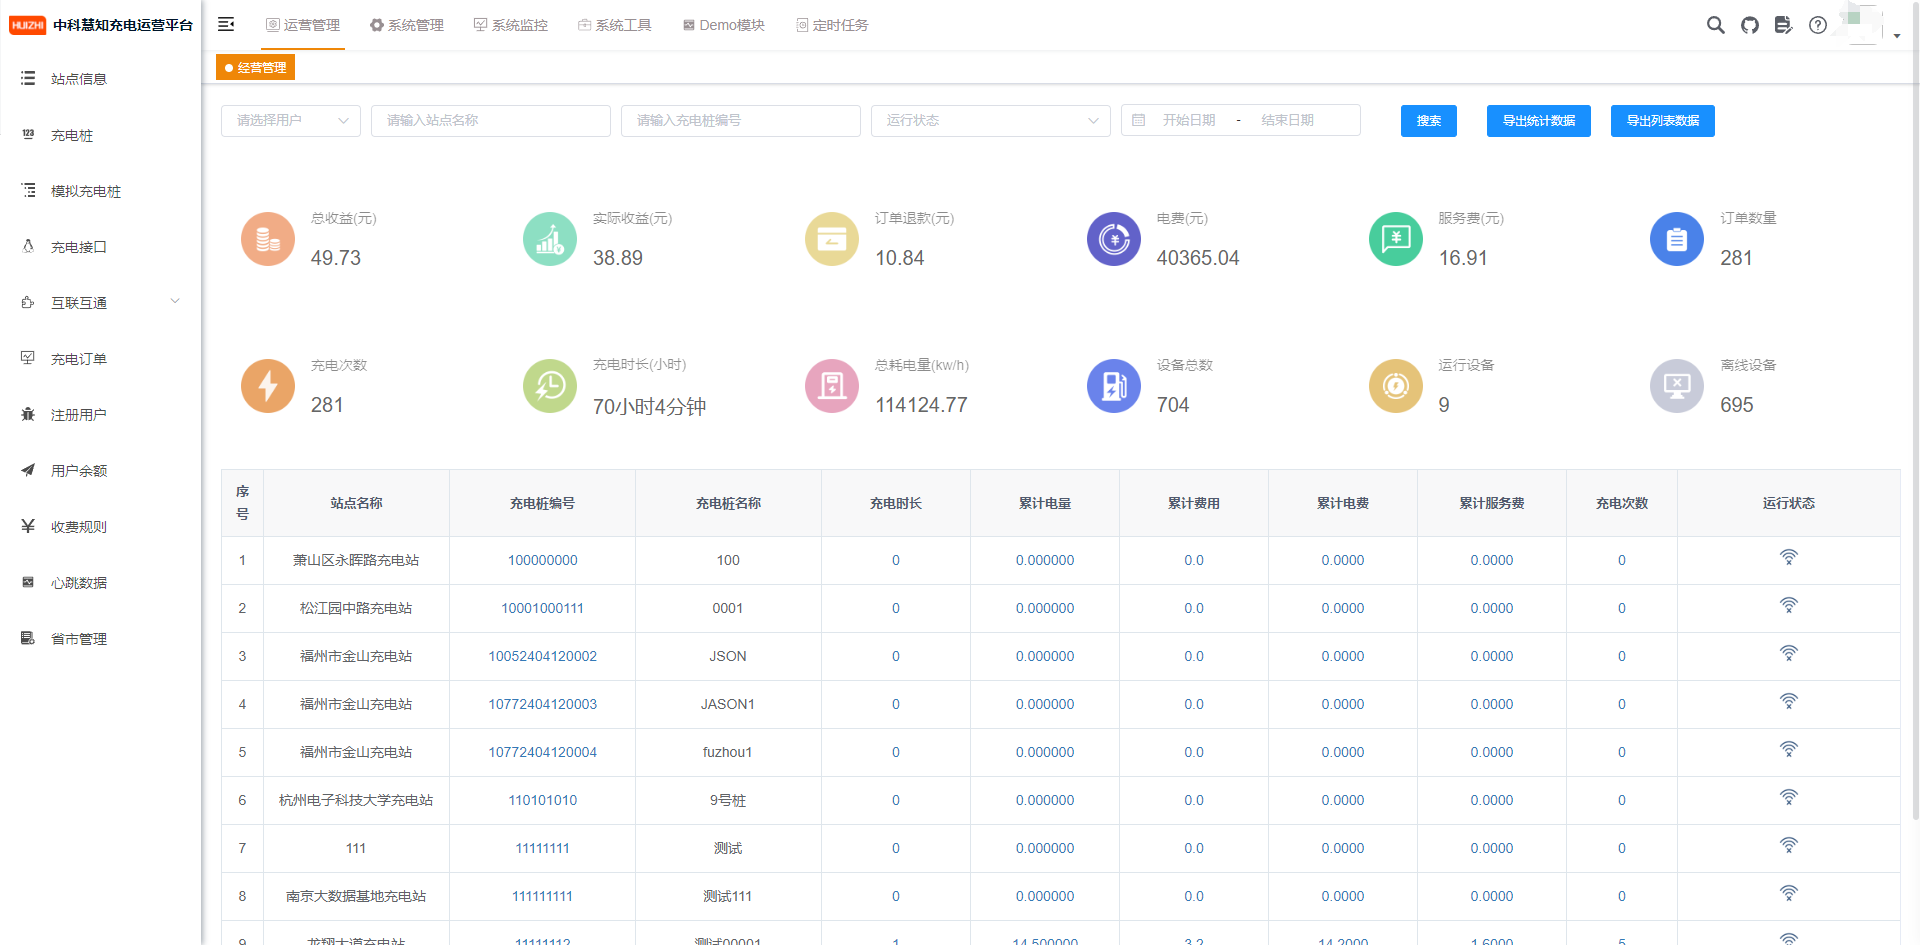 HUIZHI 中科慧知充电运营平台
运营管理 系统管理 系统监控 系统工具 Demo模块 定时任务
经营管理
站点信息
充电桩
模拟充电桩
充电接口
互联互通
充电订单
注册用户
用户余额
收费规则
心跳数据
省市管理
请选择用户 请输入站点名称 请输入充电桩编号 运行状态 开始日期 - 结束日期 搜索 导出统计数据 导出列表数据
总收益(元) 实际收益(元) 订单退款(元) 电费(元) 服务费(元) 订单数量
49.73 38.89 10.84 40365.04 16.91 281
充电次数 充电时长(小时) 总耗电量(kw/h) 设备总数 运行设备 离线设备
281 70小时4分钟 114124.77 704 9 695
序号 站点名称 充电桩编号 充电桩名称 充电时长 累计电量 累计费用 累计电费 累计服务费 充电次数 运行状态
1 萧山区永晖路充电站 100000000 100 0 0.000000 0.0 0.0000 0.0000 0
2 松江园中路充电站 10001000111 0001 0 0.000000 0.0 0.0000 0.0000 0
3 福州市金山充电站 10052404120002 JSON 0 0.000000 0.0 0.0000 0.0000 0
4 福州市金山充电站 10772404120003 JASON1 0 0.000000 0.0 0.0000 0.0000 0
5 福州市金山充电站 10772404120004 fuzhou1 0 0.000000 0.0 0.0000 0.0000 0
6 杭州电子科技大学充电站 110101010 9号桩 0 0.000000 0.0 0.0000 0.0000 0
7 111 11111111 测试 0 0.000000 0.0 0.0000 0.0000 0
8 南京大数据基地充电站 111111111 测试111 0 0.000000 0.0 0.0000 0.0000 0
9 龙翔大道充电站 11111112 测试00001 1 14.500000 3.2 14.2000 1.6000 5